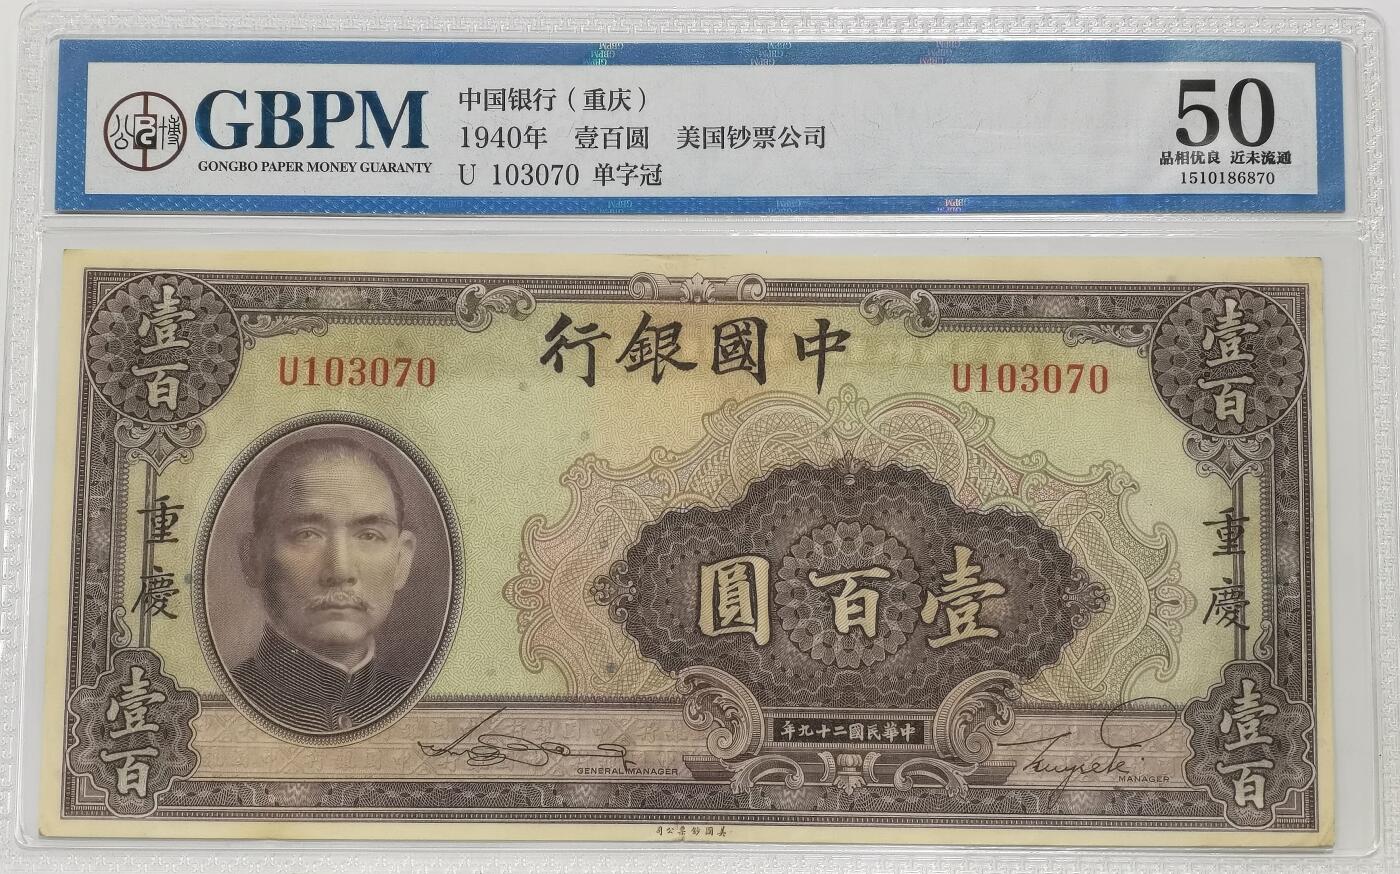 GBPM
GONGBO PAPER MONEY GUARANTY
公
博
中国银行（重庆）
1940年 壹百圆 美国钞票公司
U 103070 单字冠
50
品相优良 近未流通
1510186870
壹百
壹百
行銀國中
U103070
U103070
重慶
重慶
圓百壹
年九十二國民華中
GENERAL MANAGER
MANAGER
壹百
壹百
司公票鈔國美